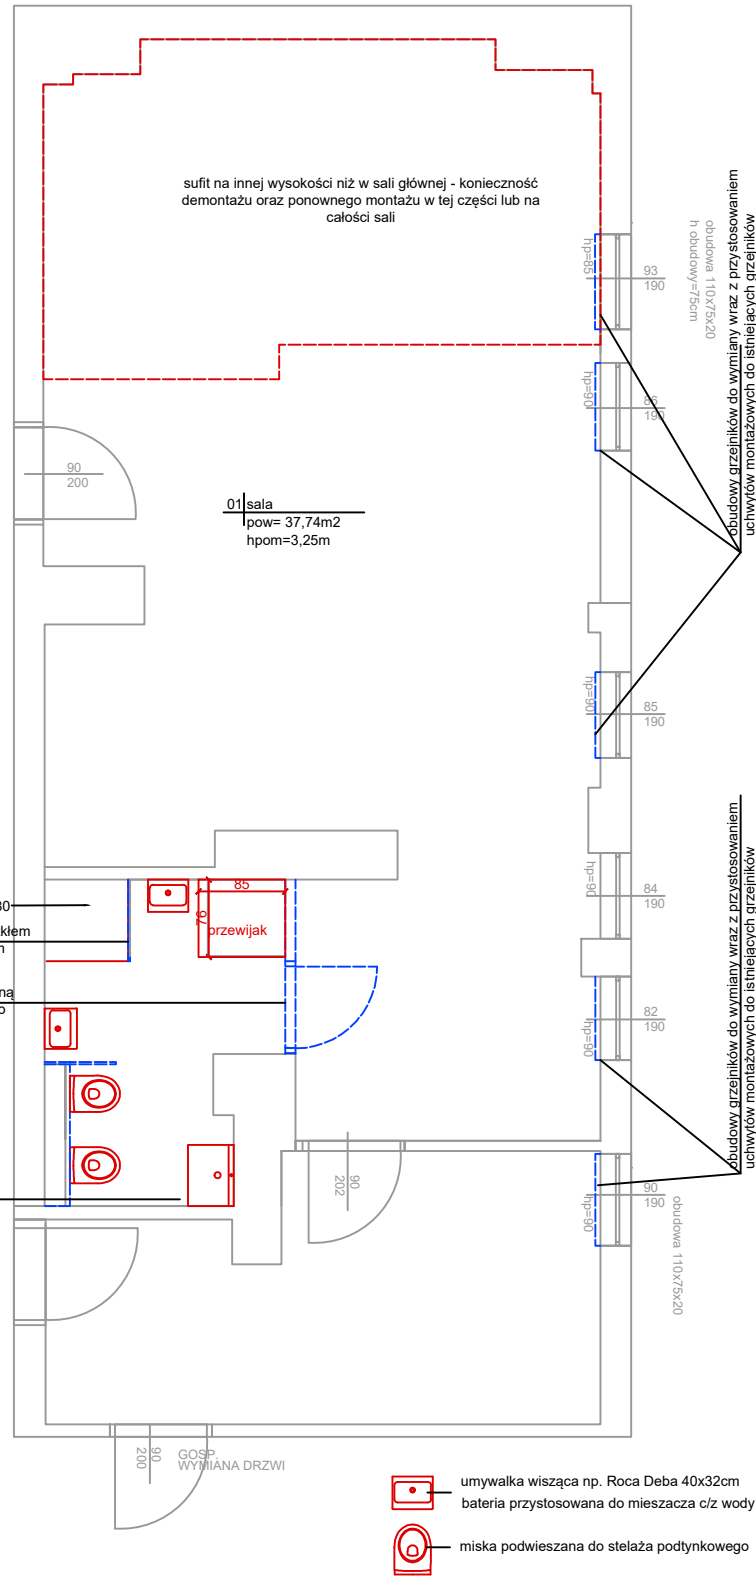 sufit na innej wysokości niż w sali głównej - konieczność
demontażu oraz ponownego montażu w tej części lub na
całości sali
hp=85
93
190
obudowa 110x75x20
h obudowy=75cm
obudowy grzejników do wymiany wraz z przystosowaniem
uchwytów montażowych do istniejących grzejników
hp=90
86
190
90
200
01 sala
pow= 37,74m2
hpom=3,25m
hp=90
85
190
obudowy grzejników do wymiany wraz z przystosowaniem
uchwytów montażowych do istniejących grzejników
hp=90
84
190
85
76
przewijak
hp=90
82
190
90
202
hp=90
90
190
obudowa 110x75x20
90
200
GOSP.
WYMIANA DRZWI
umywalka wisząca np. Roca Deba 40x32cm
bateria przystosowana do mieszacza c/z wody
miska podwieszana do stelaża podtynkowego